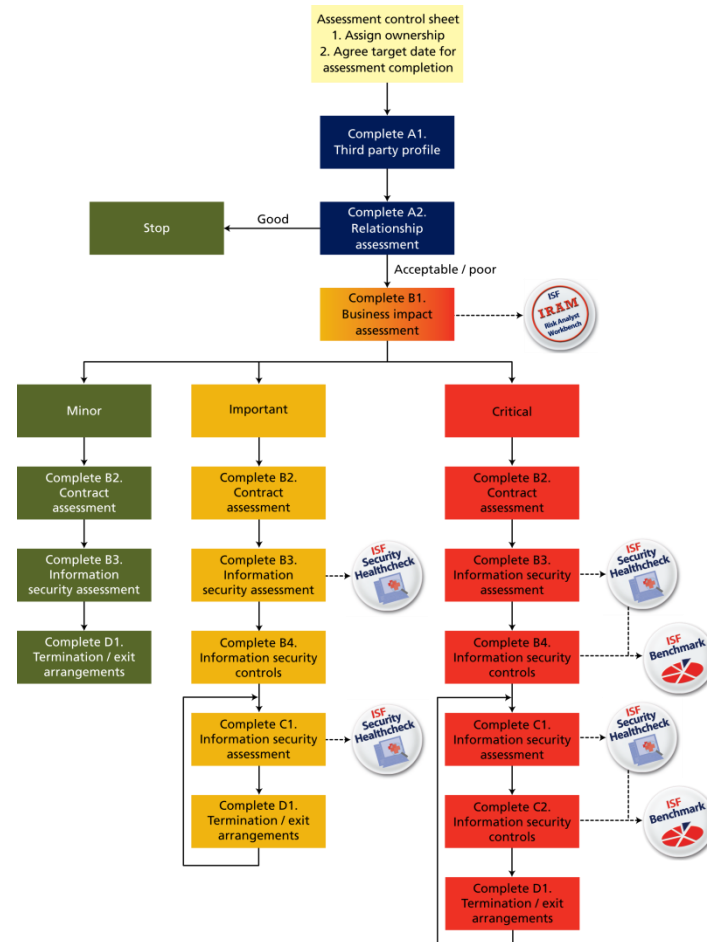 Assessment control sheet
1. Assign ownership
2. Agree target date for
assessment completion
Complete A1.
Third party profile
Stop
Good
Complete A2.
Relationship
assessment
Acceptable / poor
Complete B1.
Business impact
assessment
ISF
IRAM
Risk Analyst
Workbench
Minor
Important
Critical
Complete B2.
Contract
assessment
Complete B2.
Contract
assessment
Complete B2.
Contract
assessment
Complete B3.
Information
security assessment
Complete B3.
Information
security assessment
ISF
Security
Healthcheck
Complete B3.
Information security
assessment
ISF
Security
Healthcheck
Complete D1.
Termination / exit
arrangements
Complete B4.
Information security
controls
Complete B4.
Information security
controls
ISF
Benchmark
Complete C1.
Information security
assessment
ISF
Security
Healthcheck
Complete C1.
Information security
assessment
ISF
Security
Healthcheck
Complete D1.
Termination / exit
arrangements
Complete C2.
Information security
controls
ISF
Benchmark
Complete D1.
Termination / exit
arrangements